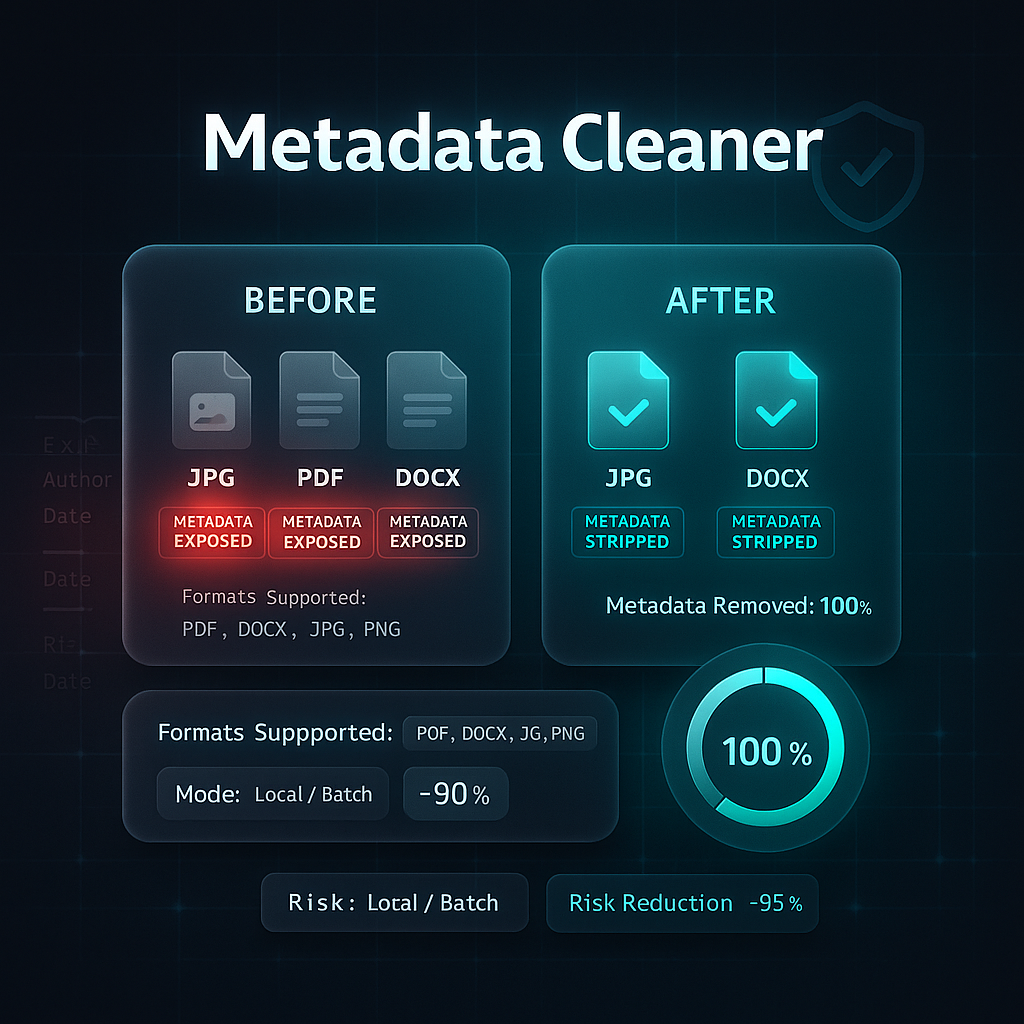 Metadata Cleaner
BEFORE
JPG PDF DOCX
METADATA EXPOSED
METADATA EXPOSED
METADATA EXPOSED
Formats Supported:
PDF, DOCX, JPG, PNG
AFTER
JPG DOCX
METADATA STRIPPED
METADATA STRIPPED
Metadata Removed: 100%
Author
Date
Date
Date
Formats Suppported: POF, DOCX, JG, PNG
Mode: Local / Batch -90%
100 %
Risk: Local / Batch
Risk Reduction -95%